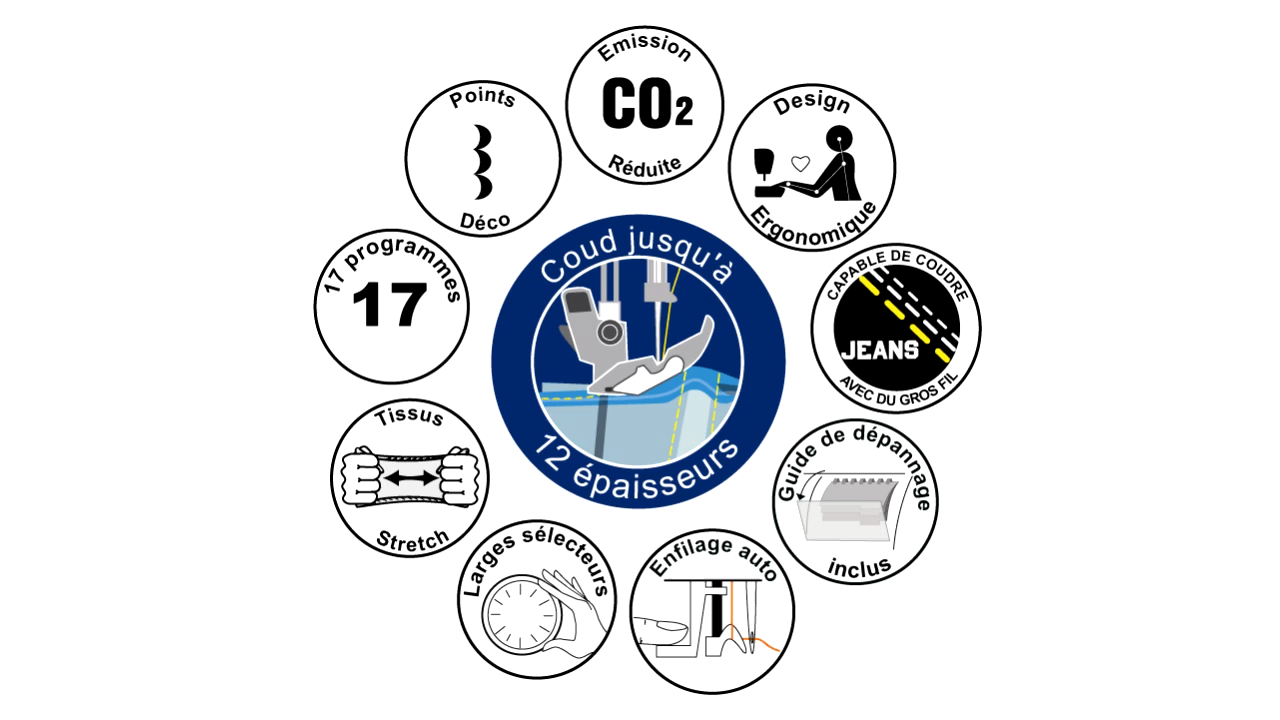 Emission
CO2
Réduite
Points
Déco
Design
Ergonomique
17 programmes
17
Coud jusqu'à
12 épaisseurs
CAPABLE DE COUDRE
JEANS
AVEC DU GROS FIL
Tissus
Stretch
Guide de dépannage
inclus
Larges sélecteurs
Enfilage auto